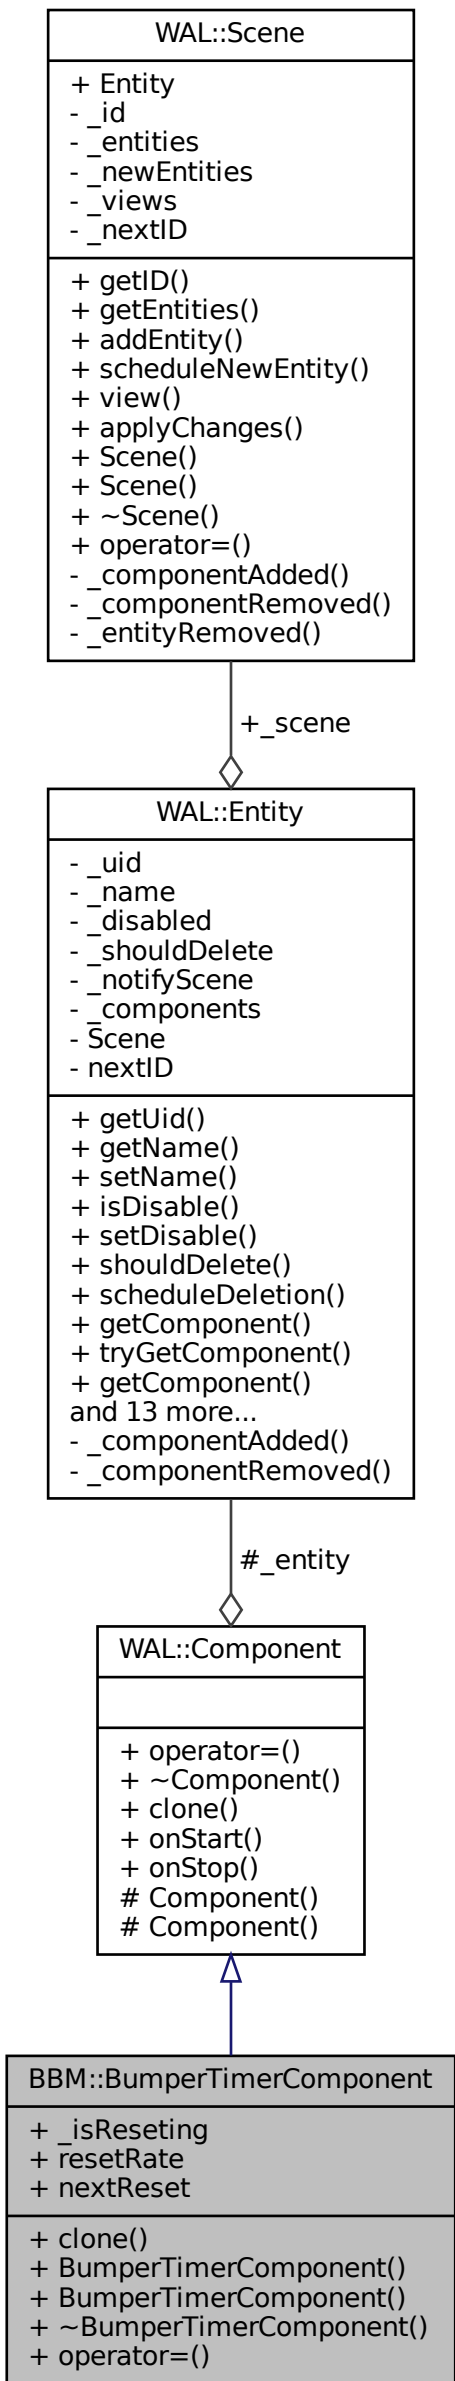 WAL::Scene
+ Entity
- _id
- _entities
- _newEntities
- _views
- _nextID
+ getID()
+ getEntities()
+ addEntity()
+ scheduleNewEntity()
+ view()
+ applyChanges()
+ Scene()
+ Scene()
+ ~Scene()
+ operator=()
- _componentAdded()
- _componentRemoved()
- _entityRemoved()
+_scene
WAL::Entity
- _uid
- _name
- _disabled
- _shouldDelete
- _notifyScene
- _components
- Scene
- nextID
+ getUid()
+ getName()
+ setName()
+ isDisable()
+ setDisable()
+ shouldDelete()
+ scheduleDeletion()
+ getComponent()
+ tryGetComponent()
+ getComponent()
and 13 more...
- _componentAdded()
- _componentRemoved()
#_entity
WAL::Component
+ operator=()
+ ~Component()
+ clone()
+ onStart()
+ onStop()
# Component()
# Component()
BBM::BumperTimerComponent
+ _isReseting
+ resetRate
+ nextReset
+ clone()
+ BumperTimerComponent()
+ BumperTimerComponent()
+ ~BumperTimerComponent()
+ operator=()